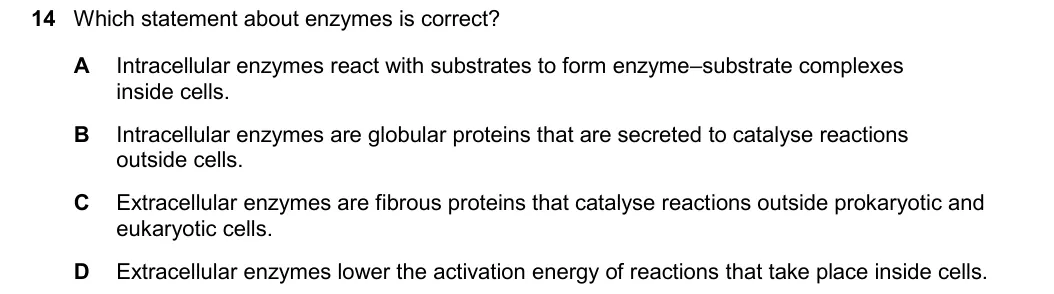 14 Which statement about enzymes is correct?
A Intracellular enzymes react with substrates to form enzyme–substrate complexes
inside cells.
B Intracellular enzymes are globular proteins that are secreted to catalyse reactions
outside cells.
C Extracellular enzymes are fibrous proteins that catalyse reactions outside prokaryotic and
eukaryotic cells.
D Extracellular enzymes lower the activation energy of reactions that take place inside cells.